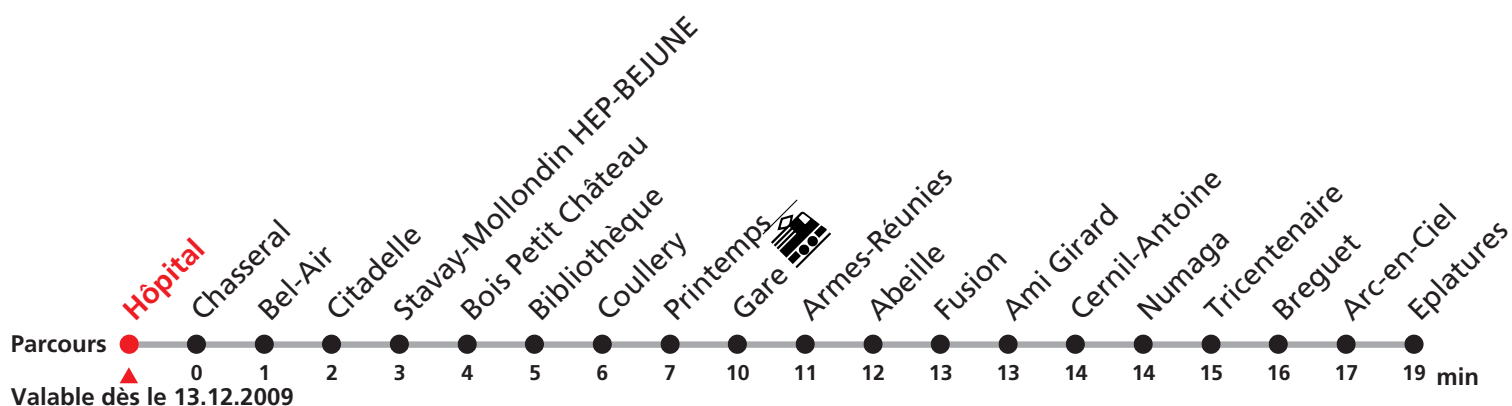 Hôpital
Chasseral
Bel-Air
Citadelle
Stavay-Mollondin HEP-BEJUNE
Bois Petit Château
Bibliothèque
Coullery
Printemps
Gare
Armes-Réunies
Abeille
Fusion
Ami Girard
Cernil-Antoine
Numaga
Tricentenaire
Breguet
Arc-en-Ciel
Eplatures
Parcours
0 1 2 3 4 5 6 7 10 11 12 13 13 14 14 15 16 17 19 min
Valable dès le 13.12.2009